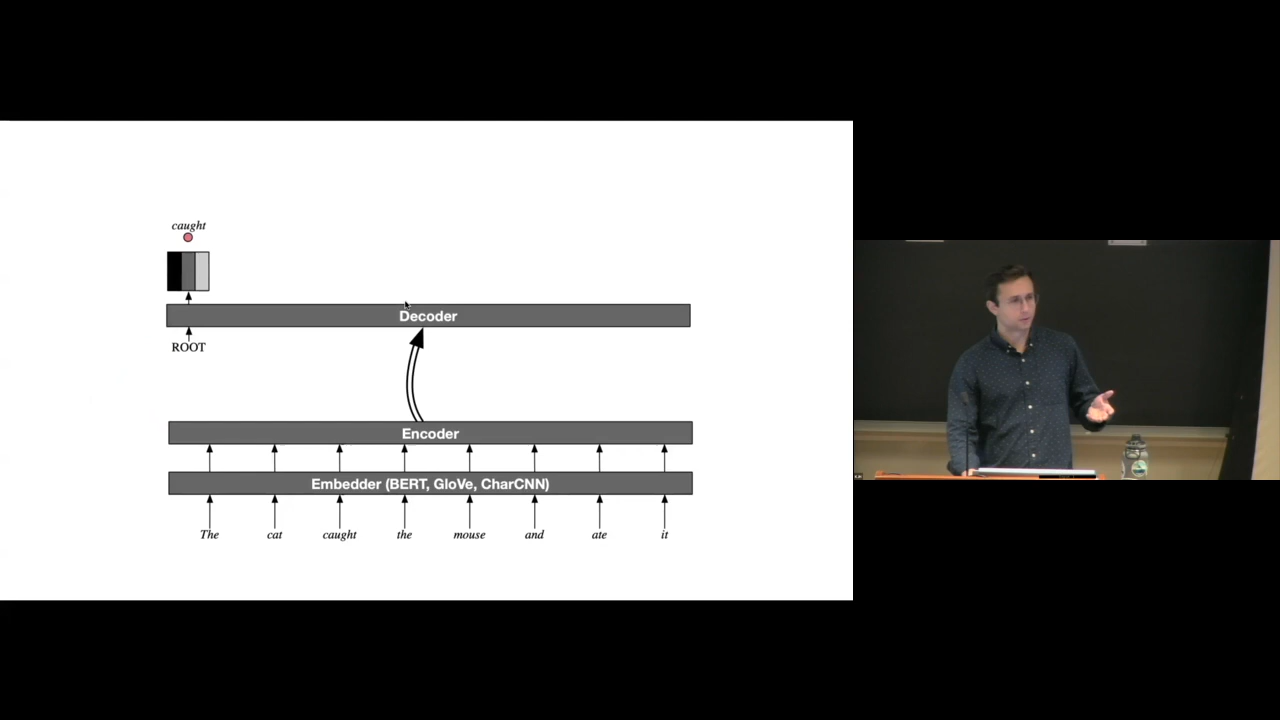 caught
Decoder
ROOT
Encoder
Embedder (BERT, GloVe, CharCNN)
The cat caught the mouse and ate it